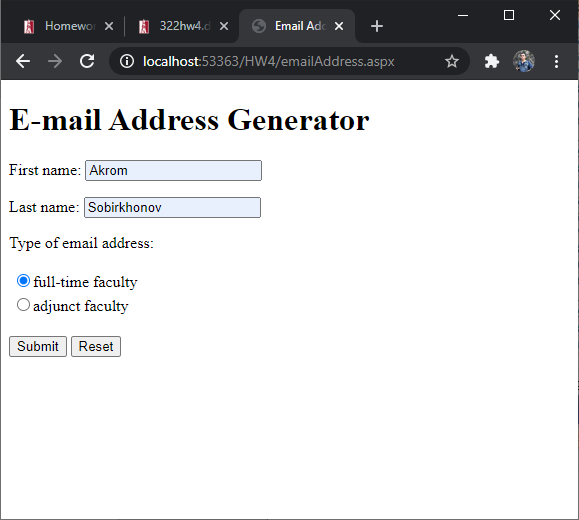 Homewor
322hw4.d
Email Add
localhost:53363/HW4/emailAddress.aspx
E-mail Address Generator
First name: Akrom
Last name: Sobirkhonov
Type of email address:
full-time faculty
adjunct faculty
Submit Reset